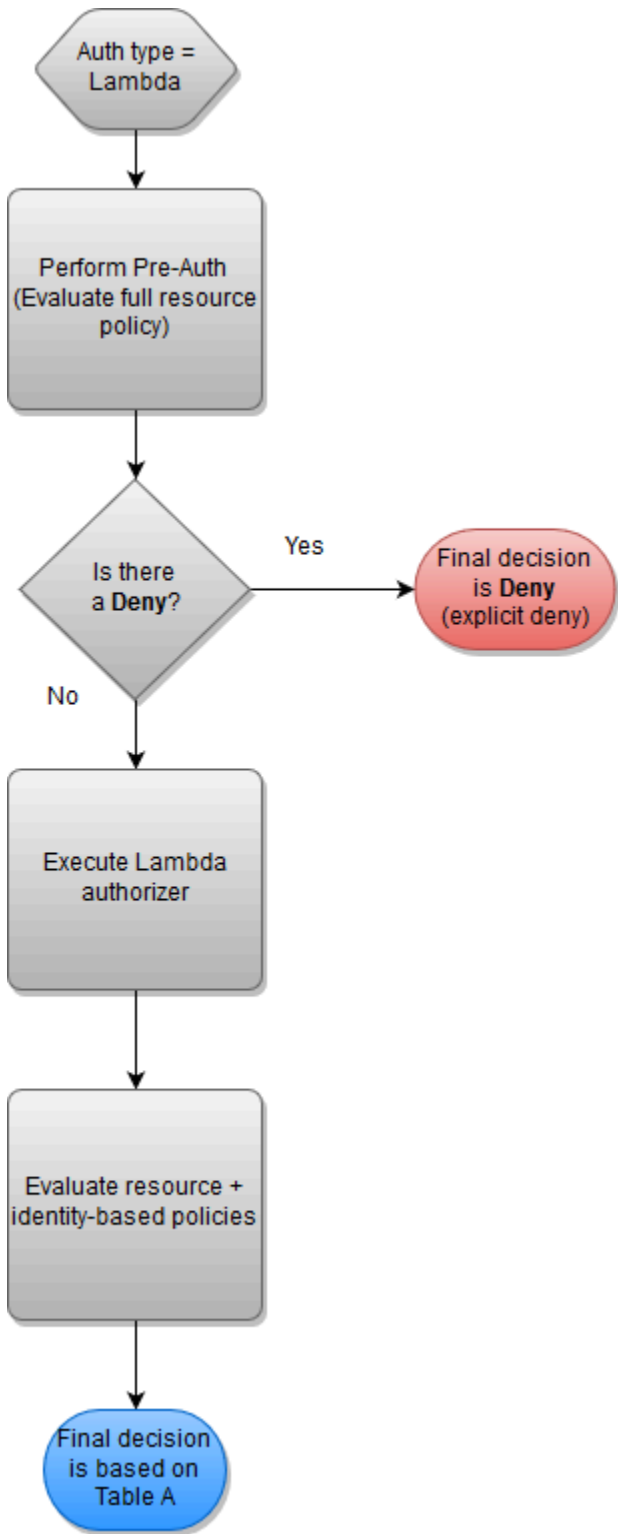 Auth type =
Lambda
Perform Pre-Auth
(Evaluate full resource
policy)
Is there
a Deny?
Yes
Final decision
is Deny
(explicit deny)
No
Execute Lambda
authorizer
Evaluate resource +
identity-based policies
Final decision
is based on
Table A